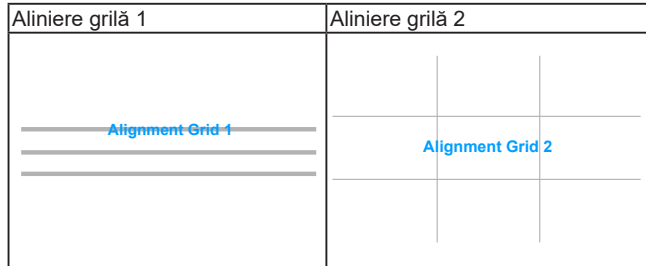 Aliniere grilă 1
Aliniere grilă 2
Alignment Grid 1
Alignment Grid 2